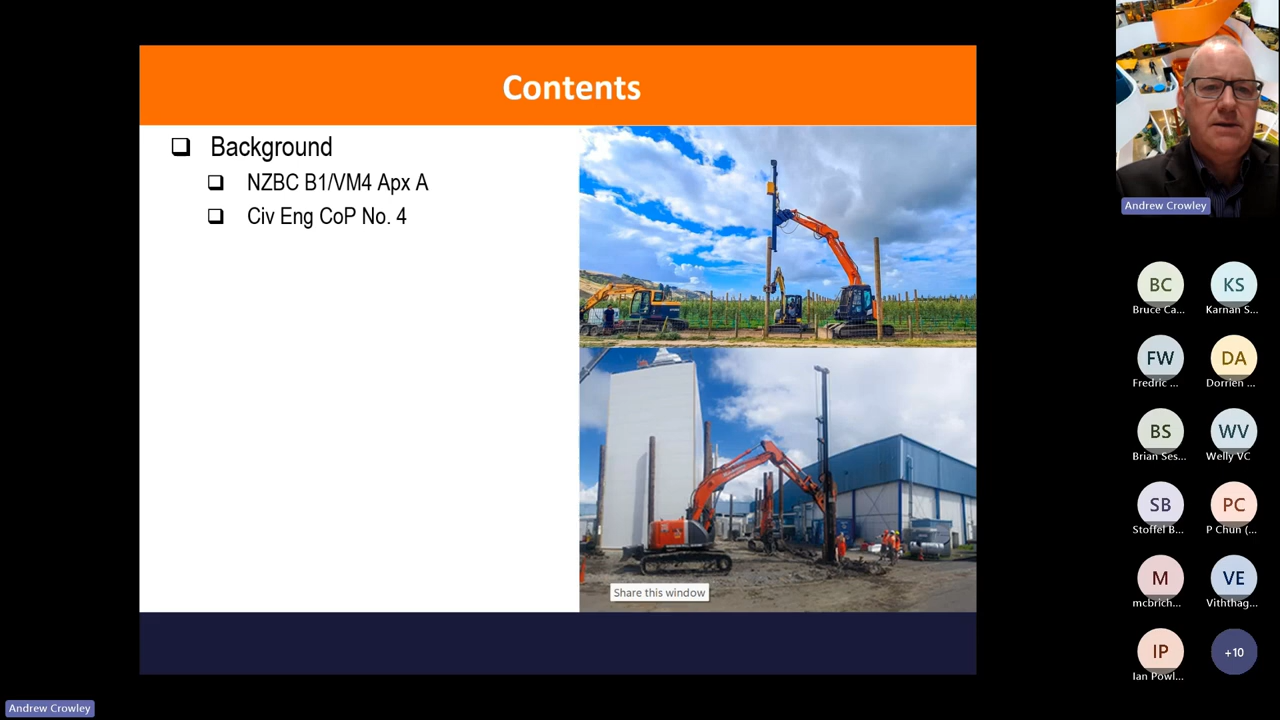 Contents
Background
NZBC B1/VM4 Apx A
Civ Eng CoP No. 4
Share this window
Andrew Crowley
BC
Bruce Ca...
KS
Karnan S...
FW
Fredric ...
DA
Dorrien ...
BS
Brian Ses...
WV
Welly VC
SB
Stoffel B...
PC
P Chun (...
M
mcbrich...
VE
Viththag...
IP
Ian Powl...
+10
Andrew Crowley